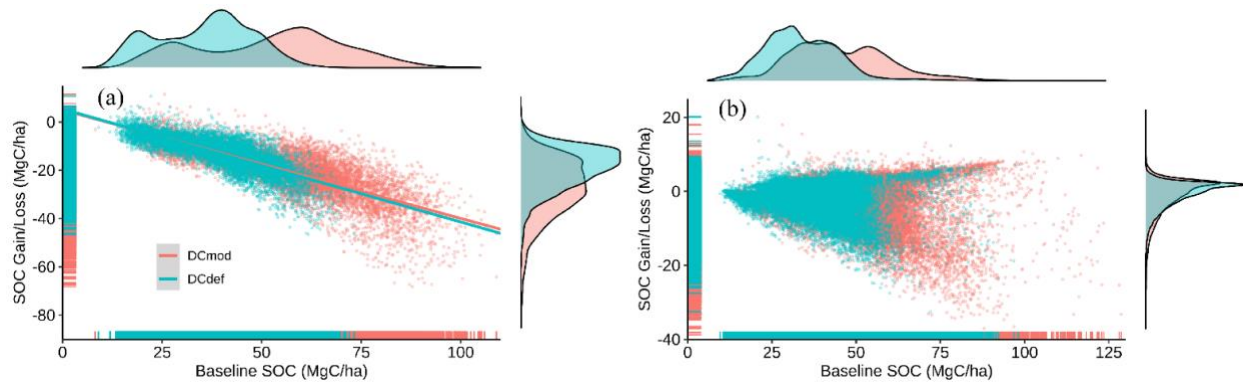 (a)
SOC Gain/Loss (MgC/ha)
0
-20
-40
-60
-80
DCmod
DCdef
0 25 50 75 100
Baseline SOC (MgC/ha)
(b)
SOC Gain/Loss (MgC/ha)
20
0
-20
-40
0 25 50 75 100 125
Baseline SOC (MgC/ha)